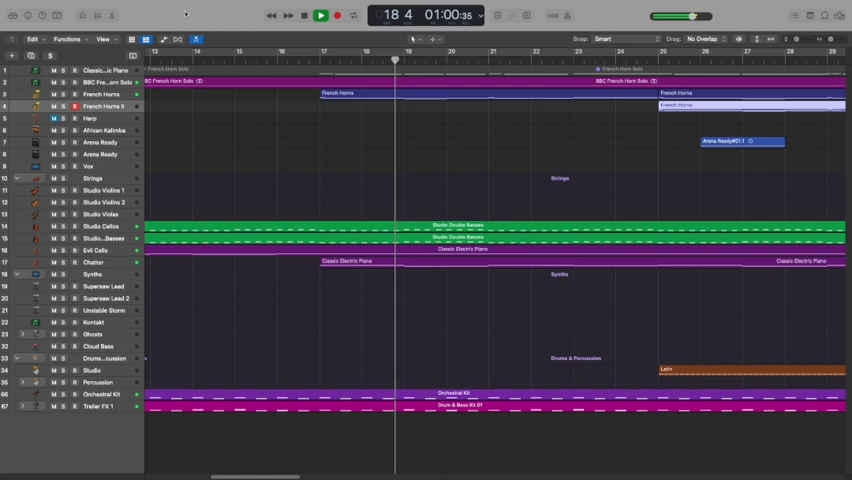 18 4 01:00:35
Edit Functions View Snap: Smart Drag: No Overlap
13 14 15 16 17 18 19 20 21 22 23 24 25 26 27 28 29
1 M S R Classic...ic Piano French Horn Solo French Horn Solo
2 M S R BBC Fre...orn Solo BBC French Horn Solo BBC French Horn Solo
3 M S R French Horns French Horns French Horns
4 M S R French Horns II French Horns
5 M S R Harp
6 M S R African Kalimba
7 M S R Arena Ready Arena Ready#01.1
8 M S R Arena Ready
9 M S R Vox
10 M S Strings Strings
11 M S R Studio Violins 1
12 M S R Studio Violins 2
13 M S R Studio Violas
14 M S R Studio Cellos Studio Double Basses
15 M S R Studio...Basses Studio Double Basses
16 M S R Evil Cello Classic Electric Piano
17 M S R Chatter Classic Electric Piano Classic Electric Piano
18 M S Synths Synths
19 M S R Supersaw Lead
20 M S R Supersaw Lead 2
21 M S R Unstable Storm
22 M S R Kontakt
23 M S R Ghosts
32 M S R Cloud Bass
33 M S Drums...cussion Drums & Percussion
34 M S R Studio Latin
35 M S R Percussion
66 M S R Orchestral Kit Orchestral Kit
67 M S R Trailer FX 1 Drum & Bass Kit 01